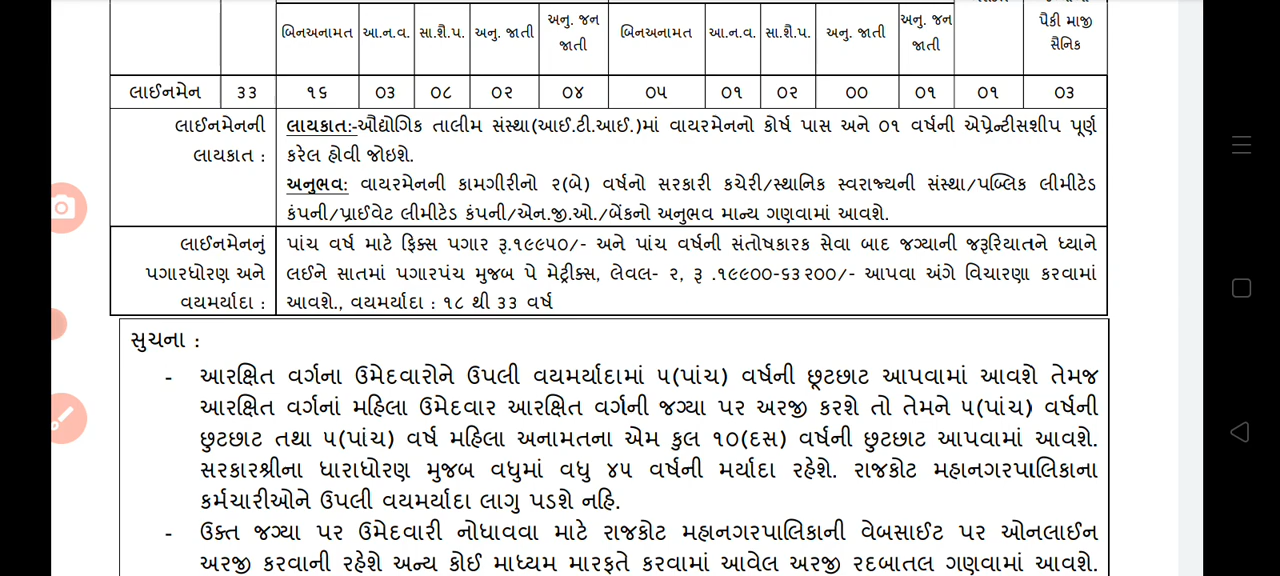 પૈકી માજી સૈનિક
બિનઅનામત આ.ન.વ. સા.શૈ.પ. અનુ. જાતી અનુ. જન જાતી બિનઅનામત આ.ન.વ. સા.શૈ.પ. અનુ. જાતી અનુ. જન જાતી
લાઈનમેન ૩૩ ૧૬ ૦૩ ૦૮ ૦૨ ૦૪ ૦૫ ૦૧ ૦૨ ૦૦ ૦૧ ૦૧ ૦૩
લાઈનમેનની લાયકાત :
લાયકાત:-ઔદ્યોગિક તાલીમ સંસ્થા(આઈ.ટી.આઈ.)માં વાયરમેનનો કોર્ષ પાસ અને ૦૧ વર્ષની એપ્રેન્ટીસશીપ પૂર્ણ
કરેલ હોવી જોઇશે.
અનુભવ: વાયરમેનની કામગીરીનો ૨(બે) વર્ષનો સરકારી કચેરી/સ્થાનિક સ્વરાજ્યની સંસ્થા/પબ્લિક લીમીટેડ
કંપની/પ્રાઈવેટ લીમીટેડ કંપની/એન.જી.ઓ./બેંકનો અનુભવ માન્ય ગણવામાં આવશે.
લાઈનમેનનું
પગારધોરણ અને
વયમર્યાદા :
પાંચ વર્ષ માટે ફિક્સ પગાર રૂ.૧૯૯૫૦/- અને પાંચ વર્ષની સંતોષકારક સેવા બાદ જગ્યાની જરૂરિયાતને ધ્યાને
લઈને સાતમાં પગારપંચ મુજબ પે મેટ્રીક્સ, લેવલ- ૨, રૂ .૧૯૯૦૦-૬૩૨૦૦/- આપવા અંગે વિચારણા કરવામાં
આવશે., વયમર્યાદા : ૧૮ થી ૩૩ વર્ષ
સુચના :
- આરક્ષિત વર્ગના ઉમેદવારોને ઉપલી વયમર્યાદામાં ૫(પાંચ) વર્ષની છૂટછાટ આપવામાં આવશે તેમજ
આરક્ષિત વર્ગનાં મહિલા ઉમેદવાર આરક્ષિત વર્ગની જગ્યા પર અરજી કરશે તો તેમને ૫(પાંચ) વર્ષની
છુટછાટ તથા ૫(પાંચ) વર્ષ મહિલા અનામતના એમ કુલ ૧૦(દસ) વર્ષની છુટછાટ આપવામાં આવશે.
સરકારશ્રીના ધારાધોરણ મુજબ વધુમાં વધુ ૪૫ વર્ષની મર્યાદા રહેશે. રાજકોટ મહાનગરપાલિકાના
કર્મચારીઓને ઉપલી વયમર્યાદા લાગુ પડશે નહિ.
- ઉક્ત જગ્યા પર ઉમેદવારી નોધાવવા માટે રાજકોટ મહાનગરપાલિકાની વેબસાઈટ પર ઓનલાઈન
અરજી કરવાની રહેશે અન્ય કોઈ માધ્યમ મારફતે કરવામાં આવેલ અરજી રદબાતલ ગણવામાં આવશે.